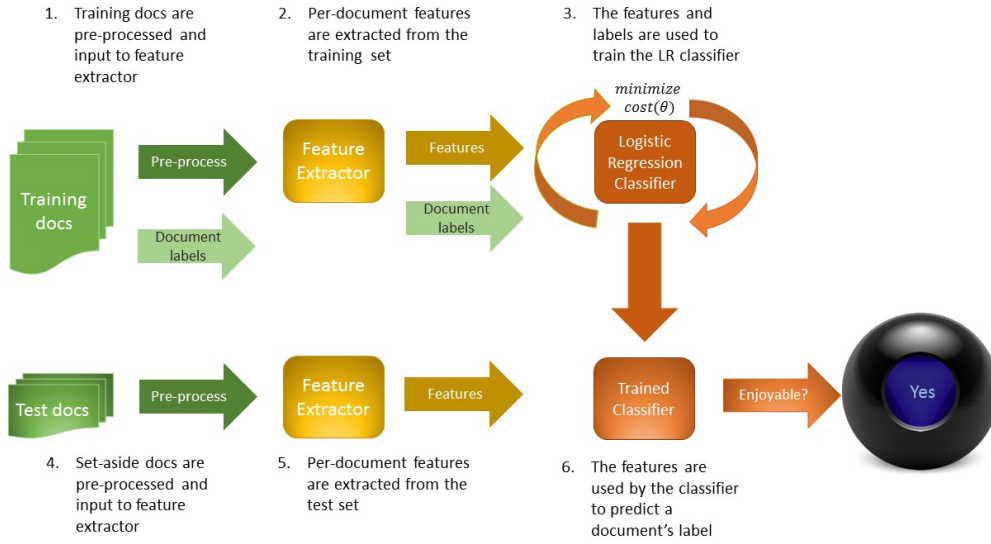 1. Training docs are
pre-processed and
input to feature
extractor
2. Per-document features
are extracted from the
training set
3. The features and
labels are used to
train the LR classifier
minimize
cost(θ)
Training
docs
Pre-process
Document
labels
Feature
Extractor
Features
Document
labels
Logistic
Regression
Classifier
Test docs
Pre-process
Feature
Extractor
Features
Trained
Classifier
Enjoyable?
Yes
4. Set-aside docs are
pre-processed and
input to feature
extractor
5. Per-document features
are extracted from the
test set
6. The features are
used by the classifier
to predict a
document's label